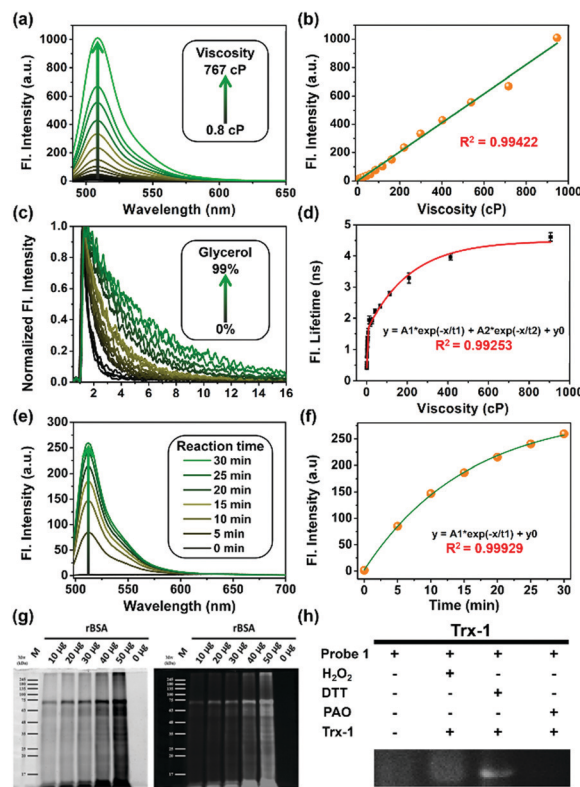 (a)
Fl. Intensity (a.u.)
1000
800
600
400
200
0
Viscosity
767 cP
0.8 cP
500 550 600 650
Wavelength (nm)
(b)
Fl. Intensity (a.u.)
1000
800
600
400
200
0
R² = 0.99422
0 200 400 600 800 1000
Viscosity (cP)
(c)
Normalized Fl. Intensity
1.0
0.8
0.6
0.4
0.2
0.0
Glycerol
99%
0%
2 4 6 8 10 12 14 16
(d)
Fl. Lifetime (ns)
5
4
3
2
1
0
y = A1*exp(-x/t1) + A2*exp(-x/t2) + y0
R² = 0.99253
0 200 400 600 800 1000
Viscosity (cP)
(e)
Fl. Intensity (a.u.)
300
250
200
150
100
50
0
Reaction time
30 min
25 min
20 min
15 min
10 min
5 min
0 min
500 550 600 650 700
Wavelength (nm)
(f)
Fl. Intensity (a.u)
250
200
150
100
50
0
y = A1*exp(-x/t1) + y0
R² = 0.99929
0 5 10 15 20 25 30
Time (min)
(g)
rBSA
M 10 μg 20 μg 30 μg 40 μg 50 μg 0 μg
rBSA
M 10 μg 20 μg 30 μg 40 μg 50 μg 0 μg
(h)
Trx-1
Probe 1 + + + +
H₂O₂ - + - -
DTT - - + -
PAO - - - +
Trx-1 - + + +